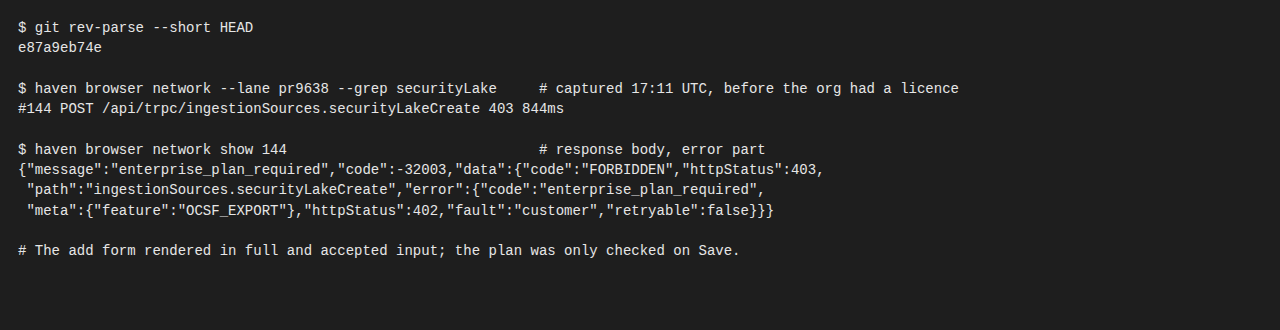 $ git rev-parse --short HEAD
e87a9eb74e
$ haven browser network --lane pr9638 --grep securityLake     # captured 17:11 UTC, before the org had a licence
#144 POST /api/trpc/ingestionSources.securityLakeCreate 403 844ms
$ haven browser network show 144                              # response body, error part
{"message":"enterprise_plan_required","code":-32003,"data":{"code":"FORBIDDEN","httpStatus":403,
 "path":"ingestionSources.securityLakeCreate","error":{"code":"enterprise_plan_required",
 "meta":{"feature":"OCSF_EXPORT"},"httpStatus":402,"fault":"customer","retryable":false}}}
# The add form rendered in full and accepted input; the plan was only checked on Save.